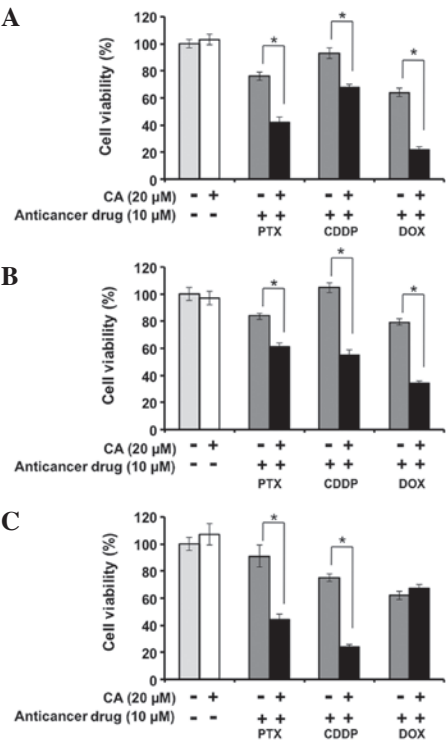 A
120
100
80
60
40
20
0
Cell viability (%)
* * *
CA (20 µM) - + - + - + - +
Anticancer drug (10 µM) - - + + + + + +
PTX CDDP DOX
B
120
100
80
60
40
20
0
Cell viability (%)
* * *
CA (20 µM) - + - + - + - +
Anticancer drug (10 µM) - - + + + + + +
PTX CDDP DOX
C
120
100
80
60
40
20
0
Cell viability (%)
* *
CA (20 µM) - + - + - + - +
Anticancer drug (10 µM) - - + + + + + +
PTX CDDP DOX